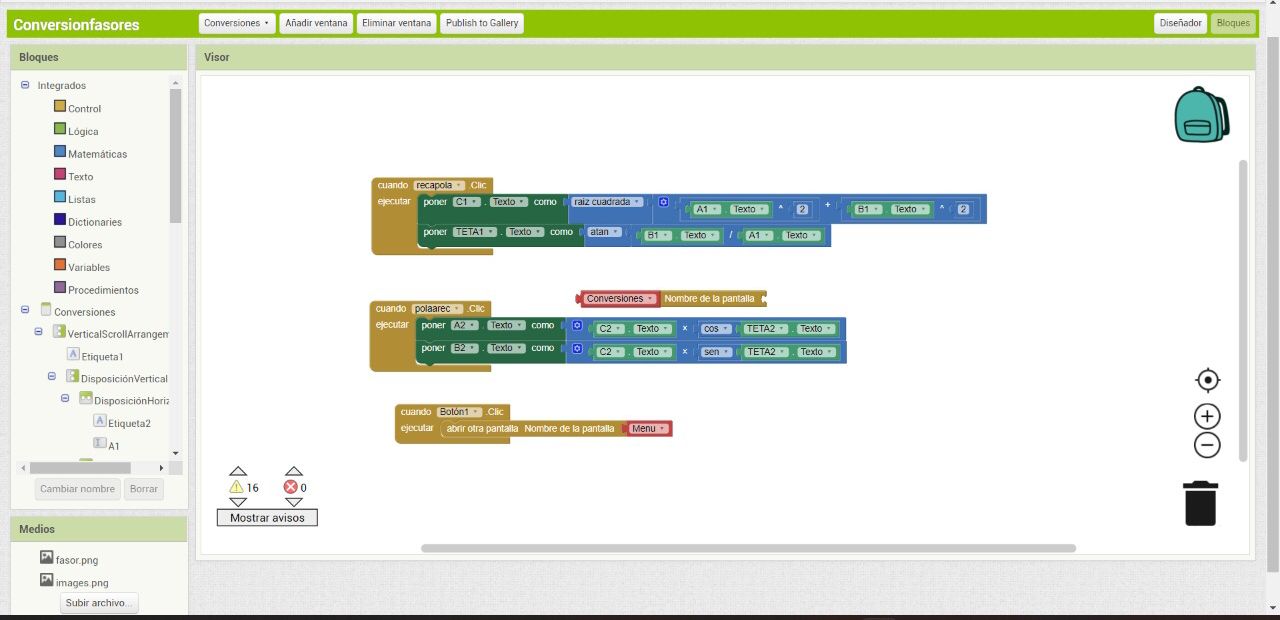 Conversionfasores
Conversiones
Añadir ventana
Eliminar ventana
Publish to Gallery
Diseñador
Bloques
Bloques
Integrados
Control
Lógica
Matemáticas
Texto
Listas
Dictionaries
Colores
Variables
Procedimientos
Conversiones
VerticalScrollArrangem
Etiqueta1
DisposiciónVertical
DisposiciónHoriz
Etiqueta2
A1
Cambiar nombre
Borrar
Medios
fasor.png
images.png
Subir archivo...
Visor
cuando recapola .Clic
ejecutar poner C1 . Texto como raíz cuadrada A1 . Texto ^ 2 + B1 . Texto ^ 2
poner TETA1 . Texto como atan B1 . Texto / A1 . Texto
Conversiones Nombre de la pantalla
cuando polaarec .Clic
ejecutar poner A2 . Texto como C2 . Texto × cos TETA2 . Texto
poner B2 . Texto como C2 . Texto × sen TETA2 . Texto
cuando Botón1 .Clic
ejecutar abrir otra pantalla Nombre de la pantalla Menu
16
0
Mostrar avisos